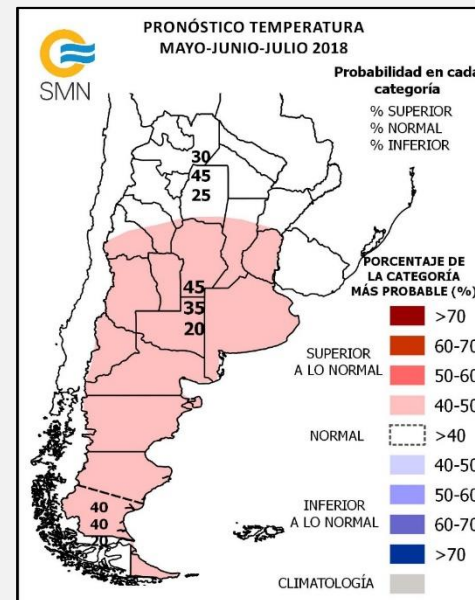 PRONÓSTICO TEMPERATURA
MAYO-JUNIO-JULIO 2018
SMN
Probabilidad en cada
categoría
% SUPERIOR
% NORMAL
% INFERIOR
30
45
25
45
35
20
40
40
20
PORCENTAJE DE
LA CATEGORÍA
MÁS PROBABLE (%)
SUPERIOR
A LO NORMAL
>70
60-70
50-60
40-50
NORMAL
>40
INFERIOR
A LO NORMAL
40-50
50-60
60-70
>70
CLIMATOLOGÍA